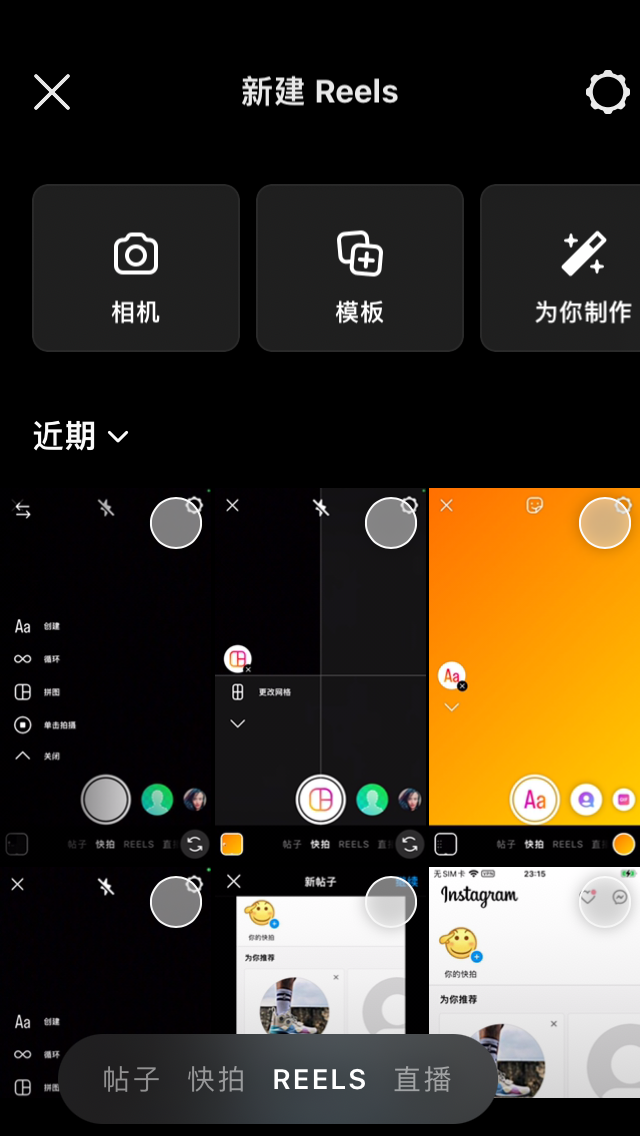 新建 Reels
相机
模板
为你制作
近期
Aa 创建
循环
拼图
单击拍摄
关闭
帖子 快拍 REELS
更改网格
帖子 快拍 REELS
Aa
Aa
帖子 快拍 REELS 直
Aa 创建
循环
拼图
新帖子
你的快拍
为你推荐
无SIM卡 VPN 23:15
Instagram
你的快拍
为你推荐
帖子 快拍 REELS 直播